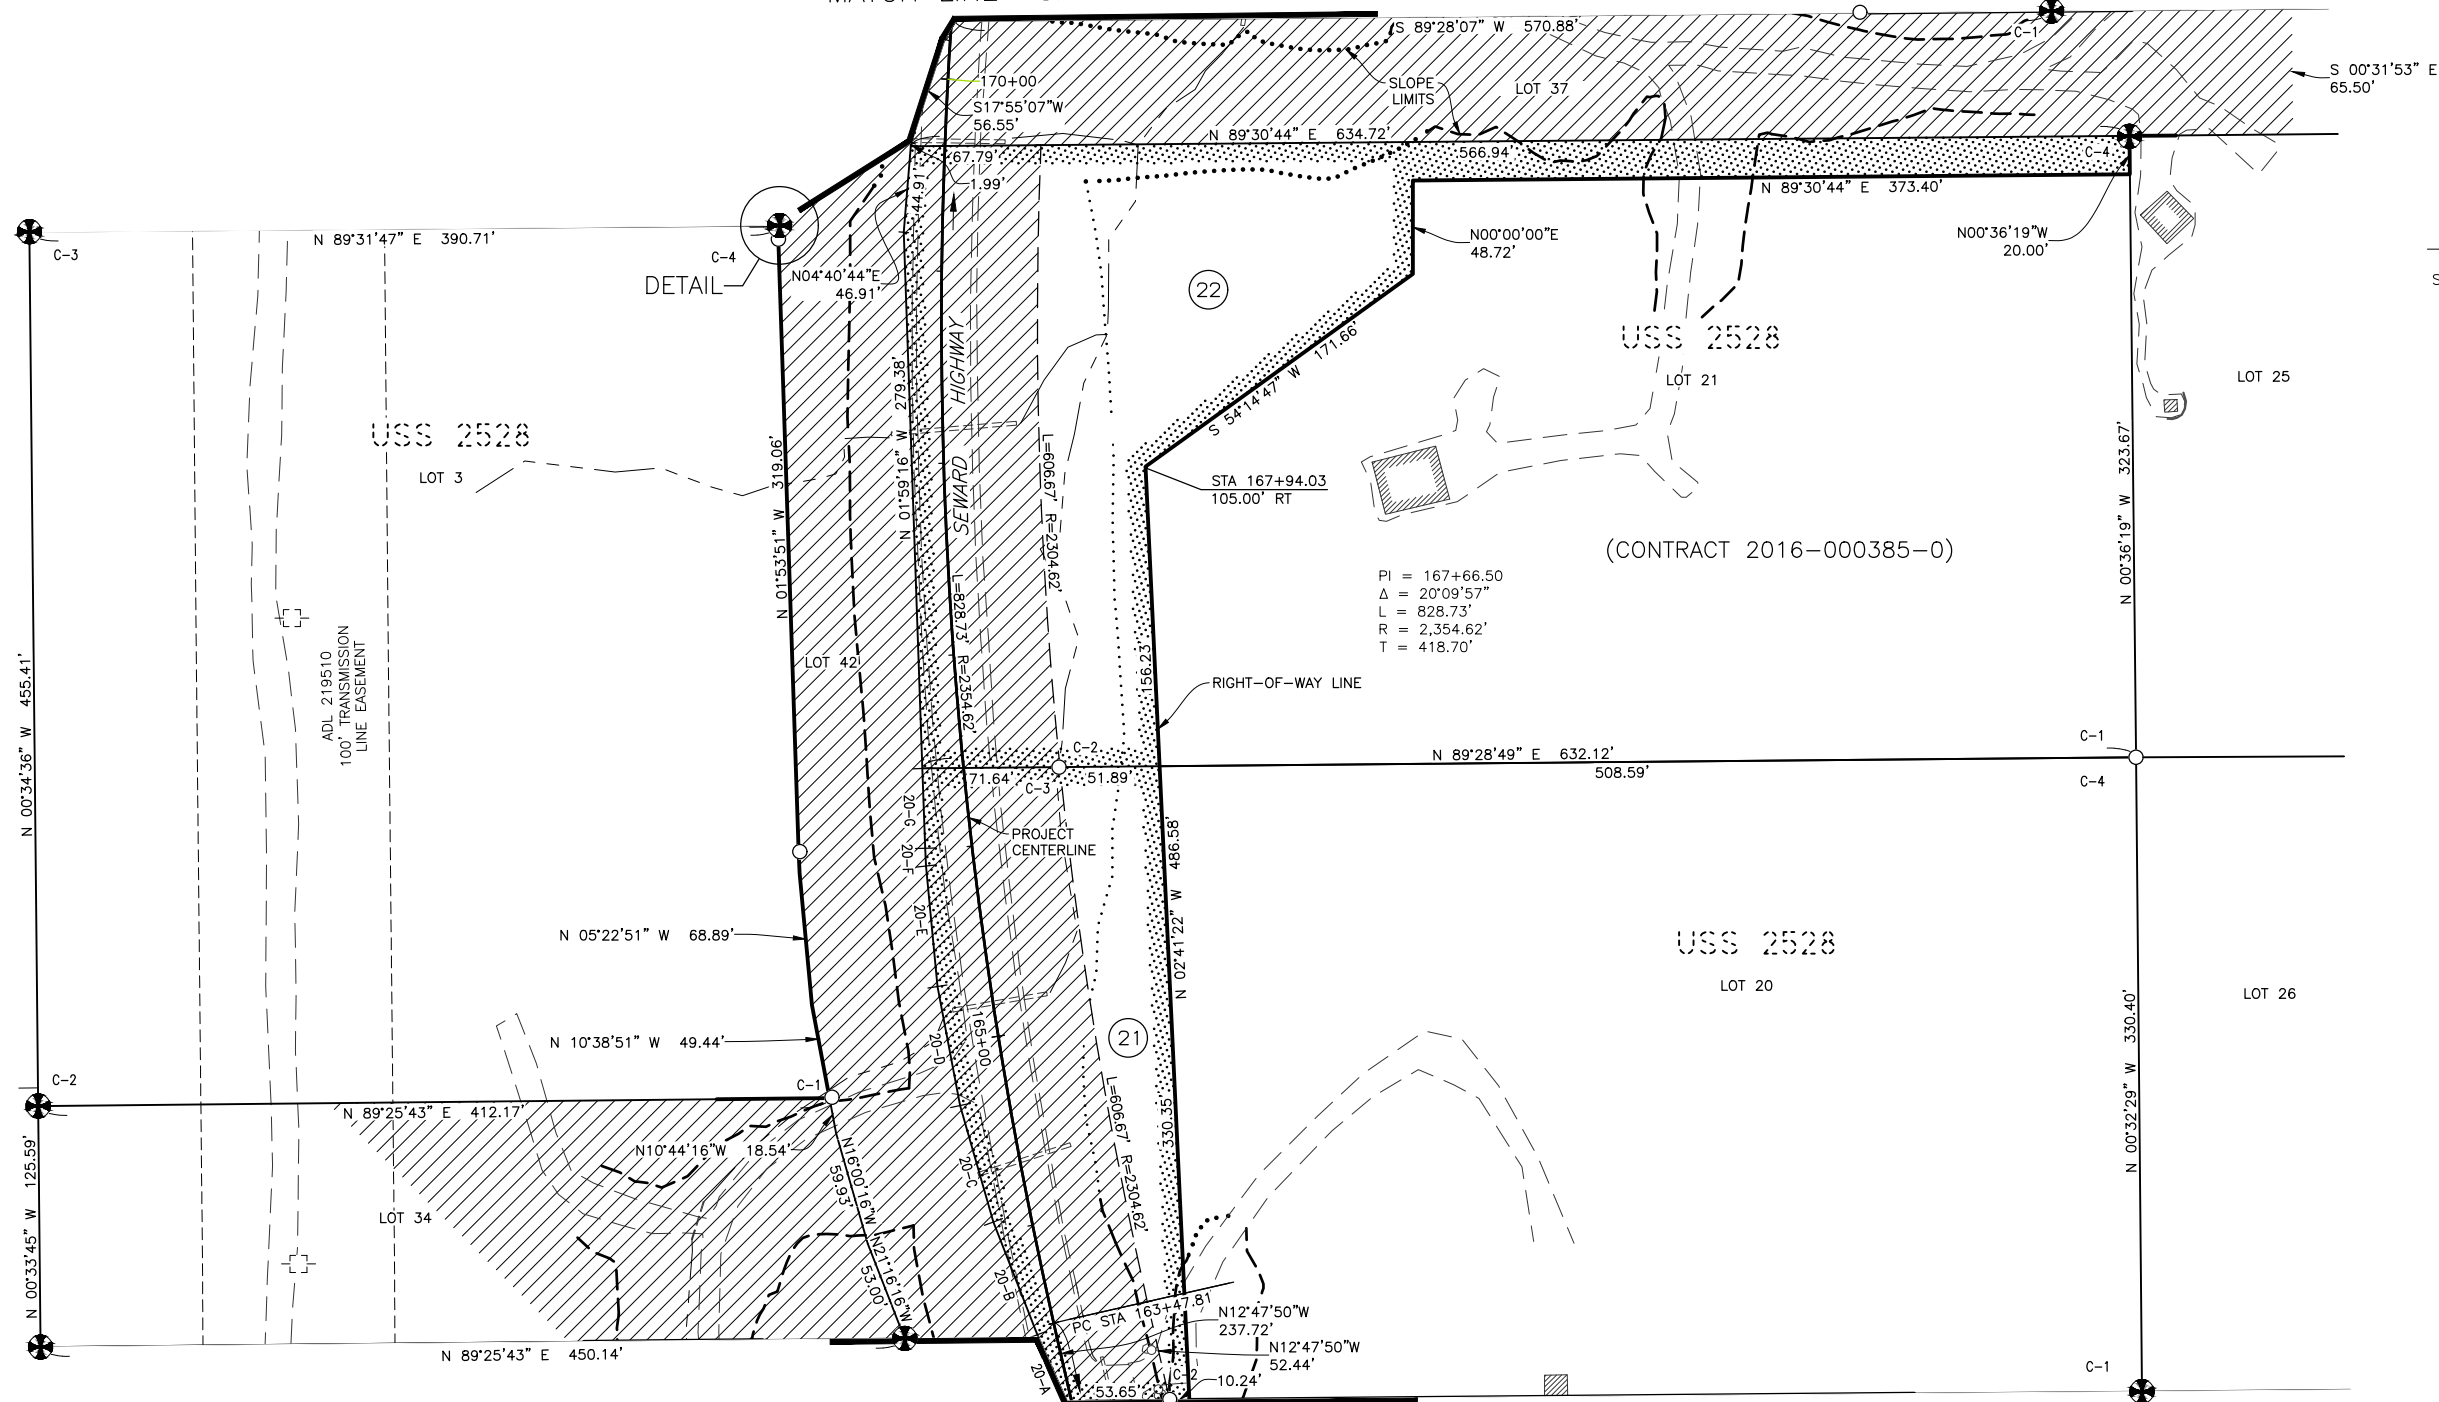 S 89°28'07" W 570.88'
C-1
S 00°31'53" E
65.50'
170+00
S17°55'07"W
56.55'
SLOPE
LIMITS
LOT 37
N 89°30'44" E 634.72'
67.79'
566.94'
C-4
1.99'
44.91'
N 89°30'44" E 373.40'
N 89°31'47" E 390.71'
C-3
C-4
DETAIL
N04°40'44"E
46.91'
N00°00'00"E
48.72'
N00°36'19"W
20.00'
22
S 54°14'47" W 171.66'
USS 2528
LOT 21
LOT 25
USS 2528
LOT 3
SEWARD HIGHWAY
N 01°59'16" W 279.38'
N 01°53'51" W 319.06'
L=606.67' R=2304.62'
STA 167+94.03
105.00' RT
N 00°36'19" W 323.67'
(CONTRACT 2016-000385-0)
PI = 167+66.50
Δ = 20°09'57"
L = 828.73'
R = 2,354.62'
T = 418.70'
L=828.73' R=2354.62'
LOT 42
ADL 219510
100' TRANSMISSION
LINE EASEMENT
N 00°34'36" W 455.41'
156.23'
RIGHT-OF-WAY LINE
C-2
71.64'
51.89'
C-3
N 89°28'49" E 632.12'
508.59'
C-1
C-4
20-G
20-F
20-E
PROJECT
CENTERLINE
N 02°41'22" W 486.58'
N 05°22'51" W 68.89'
USS 2528
LOT 20
LOT 26
N 10°38'51" W 49.44'
20-D
165+00
21
N 00°32'29" W 330.40'
C-2
C-1
N 89°25'43" E 412.17'
N10°44'16"W 18.54'
N16°00'16"W
59.93'
20-C
L=606.67' R=2304.62'
330.35'
N 00°33'45" W 125.59'
LOT 34
N21°16'16"W
53.00'
20-B
PC STA 163+47.81
N12°47'50"W
237.72'
N12°47'50"W
52.44'
N 89°25'43" E 450.14'
20-A
53.65'
C-2
10.24'
C-1